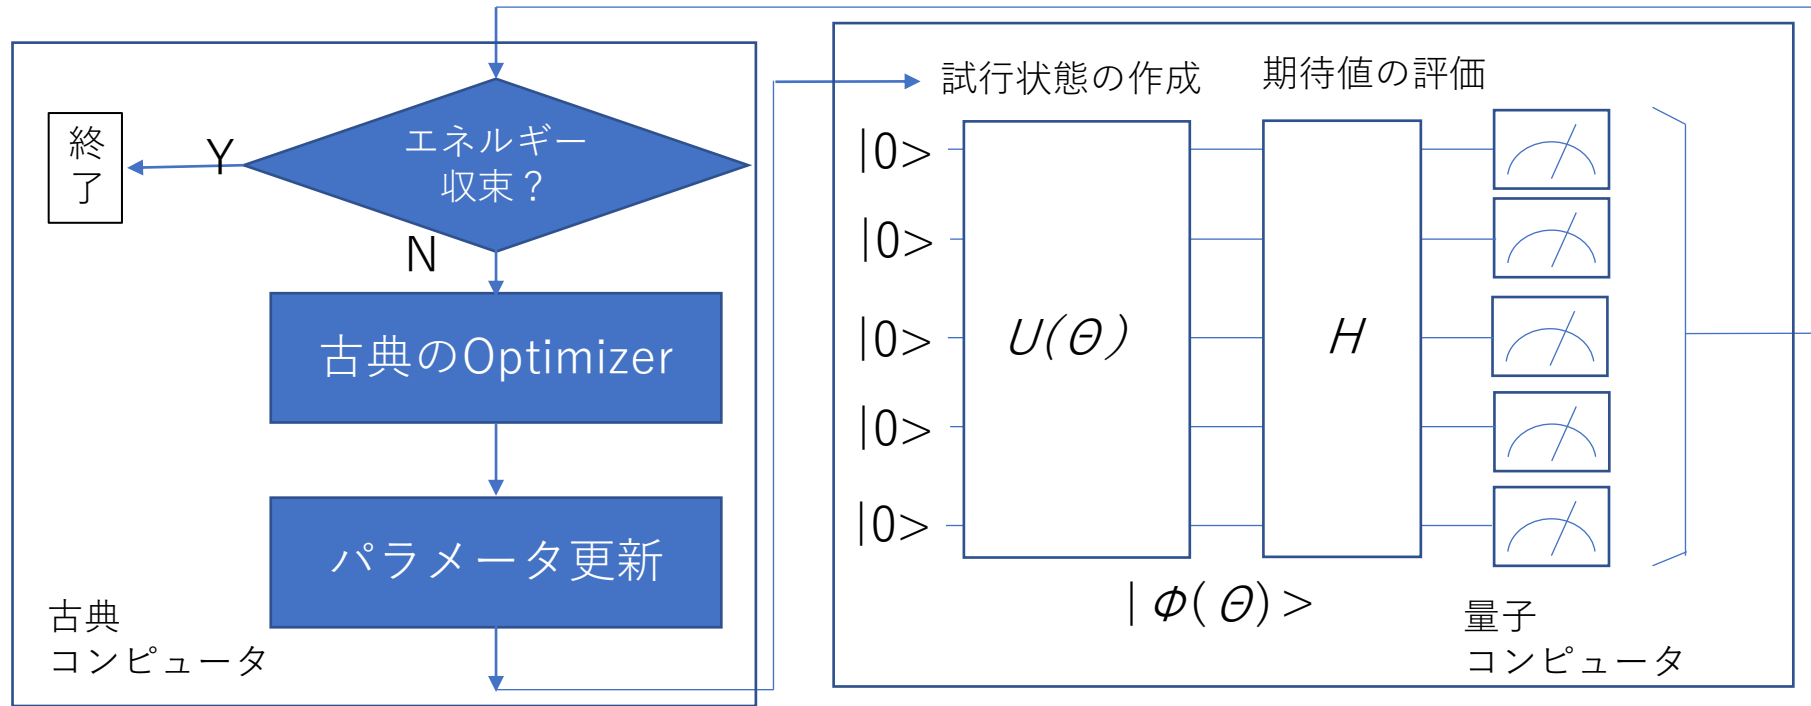 エネルギー
収束？
Y
終
了
N
古典のOptimizer
パラメータ更新
古典
コンピュータ
試行状態の作成
期待値の評価
|0>
|0>
|0>
|0>
|0>
U(Θ)
H
|Φ(Θ)>
量子
コンピュータ